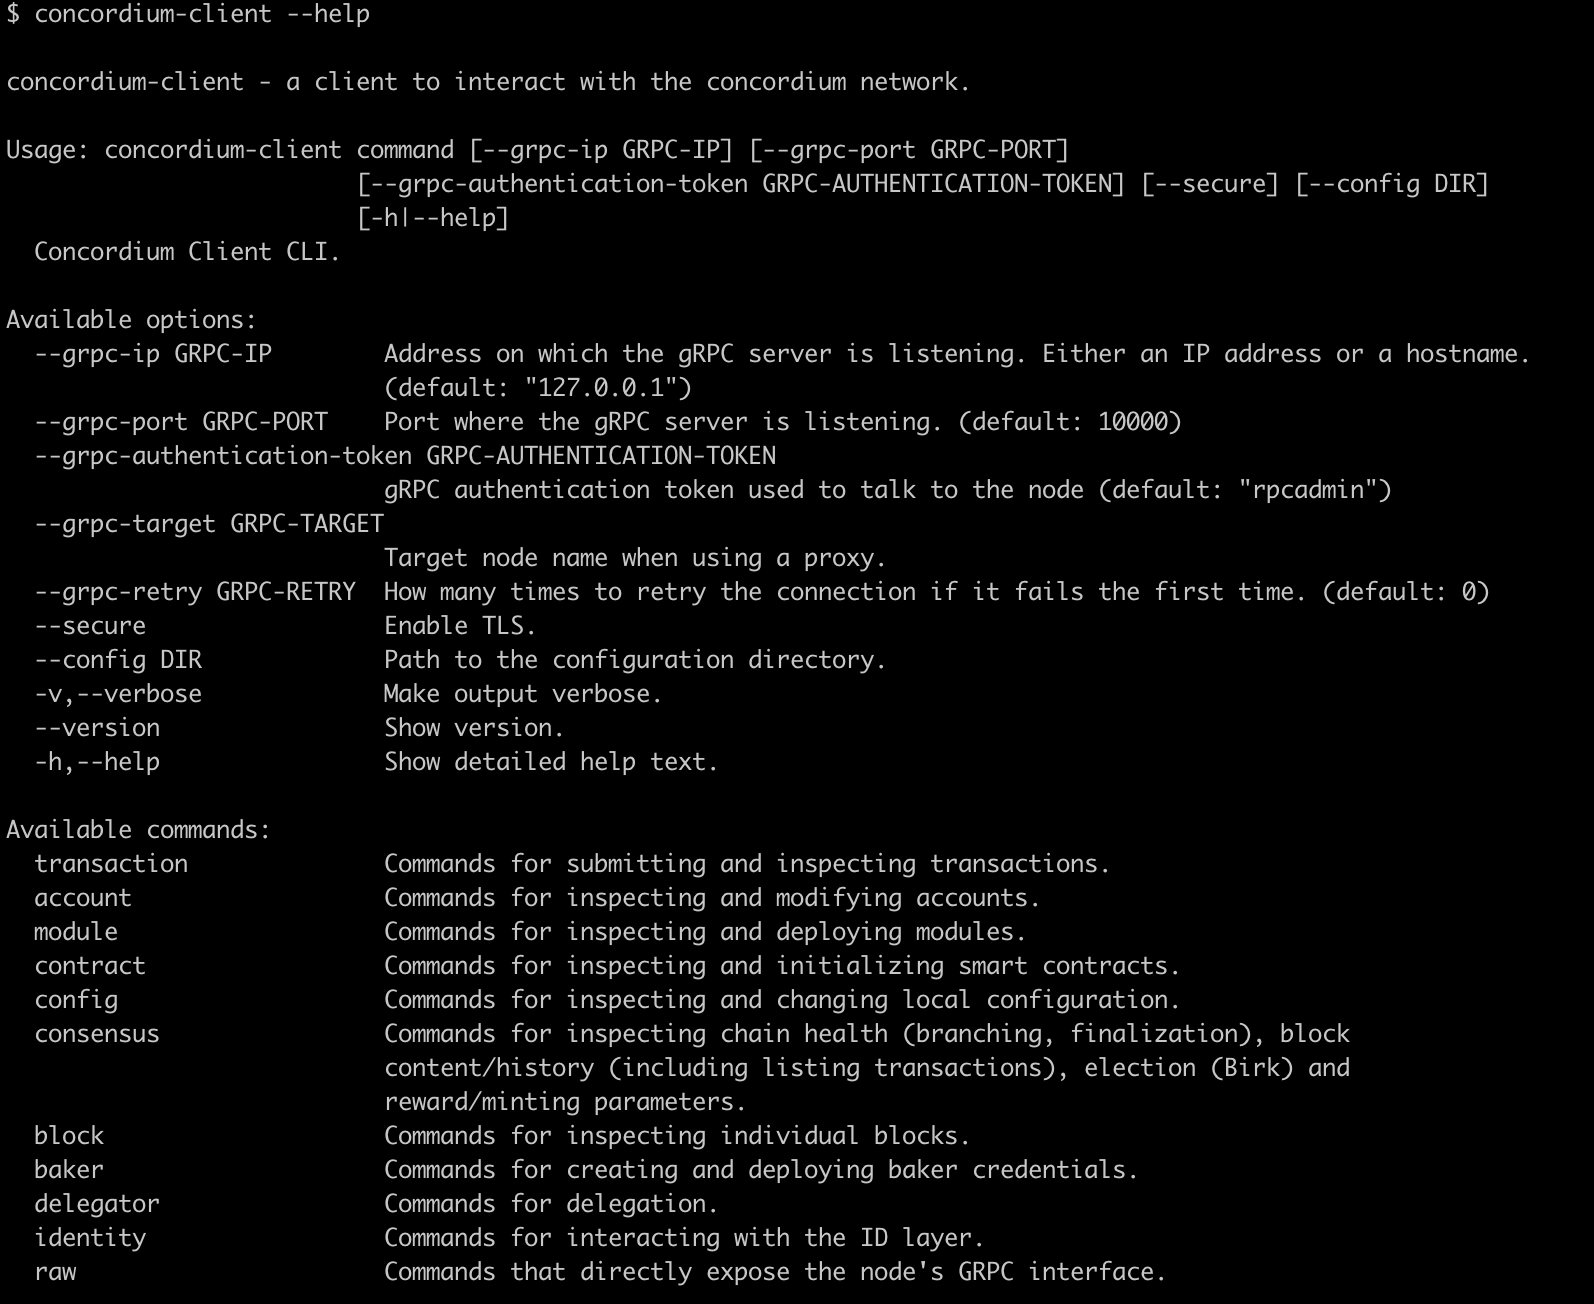 $ concordium-client --help
concordium-client - a client to interact with the concordium network.
Usage: concordium-client command [--grpc-ip GRPC-IP] [--grpc-port GRPC-PORT]
[--grpc-authentication-token GRPC-AUTHENTICATION-TOKEN] [--secure] [--config DIR]
[-h|--help]
Concordium Client CLI.
Available options:
--grpc-ip GRPC-IP        Address on which the gRPC server is listening. Either an IP address or a hostname.
(default: "127.0.0.1")
--grpc-port GRPC-PORT    Port where the gRPC server is listening. (default: 10000)
--grpc-authentication-token GRPC-AUTHENTICATION-TOKEN
gRPC authentication token used to talk to the node (default: "rpcadmin")
--grpc-target GRPC-TARGET
Target node name when using a proxy.
--grpc-retry GRPC-RETRY  How many times to retry the connection if it fails the first time. (default: 0)
--secure                 Enable TLS.
--config DIR             Path to the configuration directory.
-v,--verbose             Make output verbose.
--version                Show version.
-h,--help                Show detailed help text.
Available commands:
transaction              Commands for submitting and inspecting transactions.
account                  Commands for inspecting and modifying accounts.
module                   Commands for inspecting and deploying modules.
contract                 Commands for inspecting and initializing smart contracts.
config                   Commands for inspecting and changing local configuration.
consensus                Commands for inspecting chain health (branching, finalization), block
content/history (including listing transactions), election (Birk) and
reward/minting parameters.
block                    Commands for inspecting individual blocks.
baker                    Commands for creating and deploying baker credentials.
delegator                Commands for delegation.
identity                 Commands for interacting with the ID layer.
raw                      Commands that directly expose the node's GRPC interface.